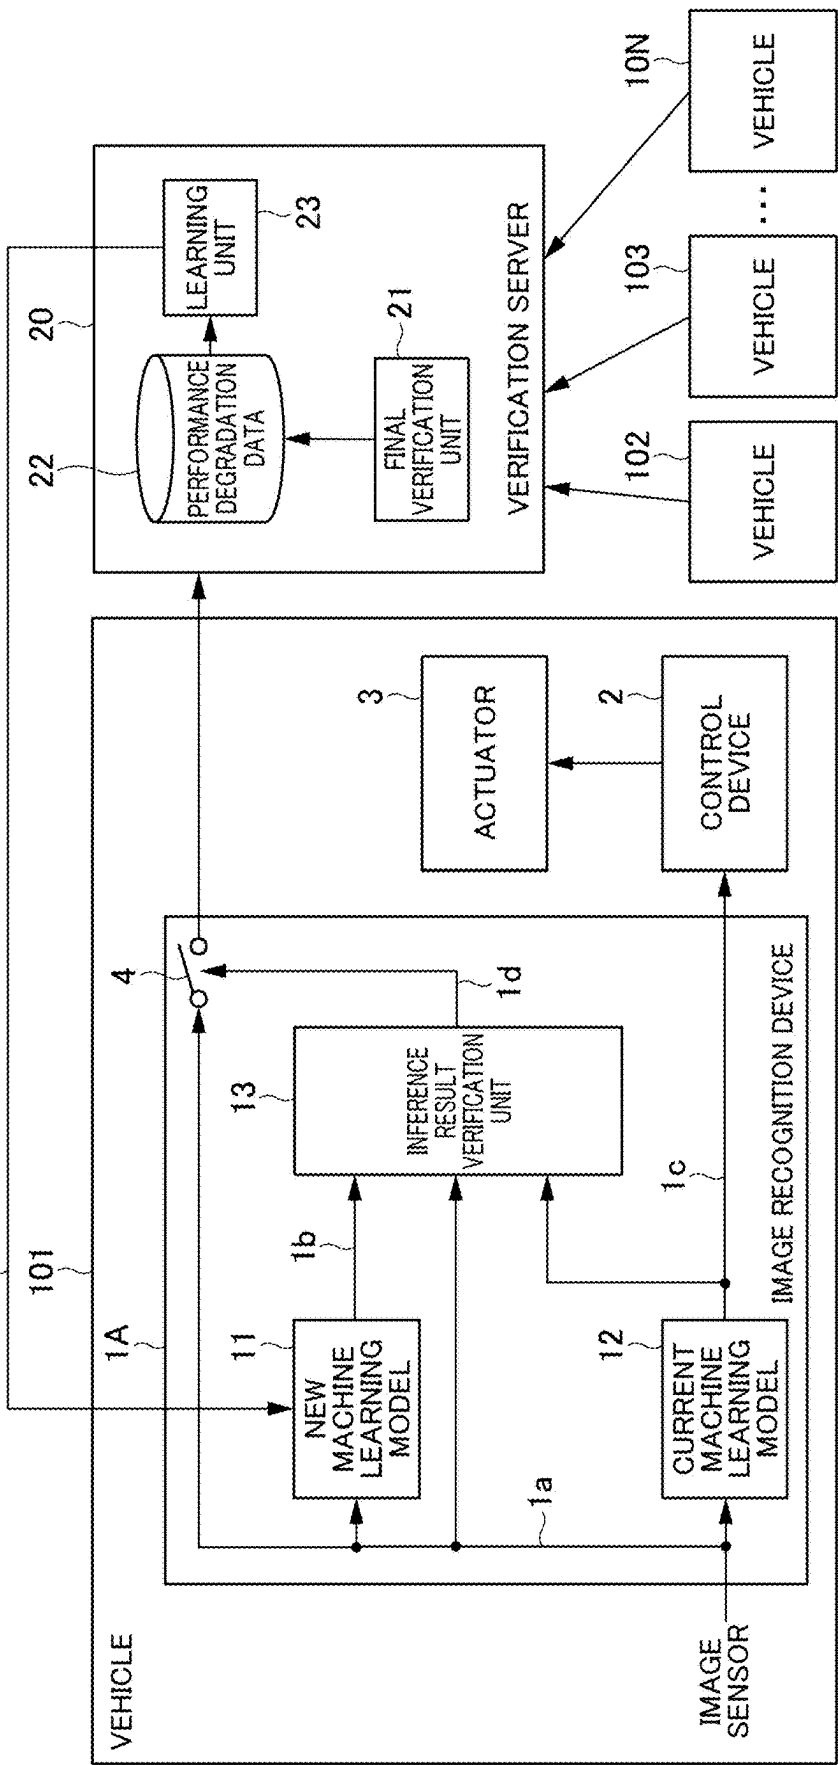 VEHICLE
101
1A
IMAGE
SENSOR
1a
11
NEW
MACHINE
LEARNING
MODEL
12
CURRENT
MACHINE
LEARNING
MODEL
1b
1c
13
INFERENCE
RESULT
VERIFICATION
UNIT
1d
4
IMAGE RECOGNITION DEVICE
3
ACTUATOR
2
CONTROL
DEVICE
20
22
PERFORMANCE
DEGRADATION
DATA
LEARNING
UNIT
23
21
FINAL
VERIFICATION
UNIT
VERIFICATION SERVER
102
VEHICLE
103
VEHICLE
...
10N
VEHICLE